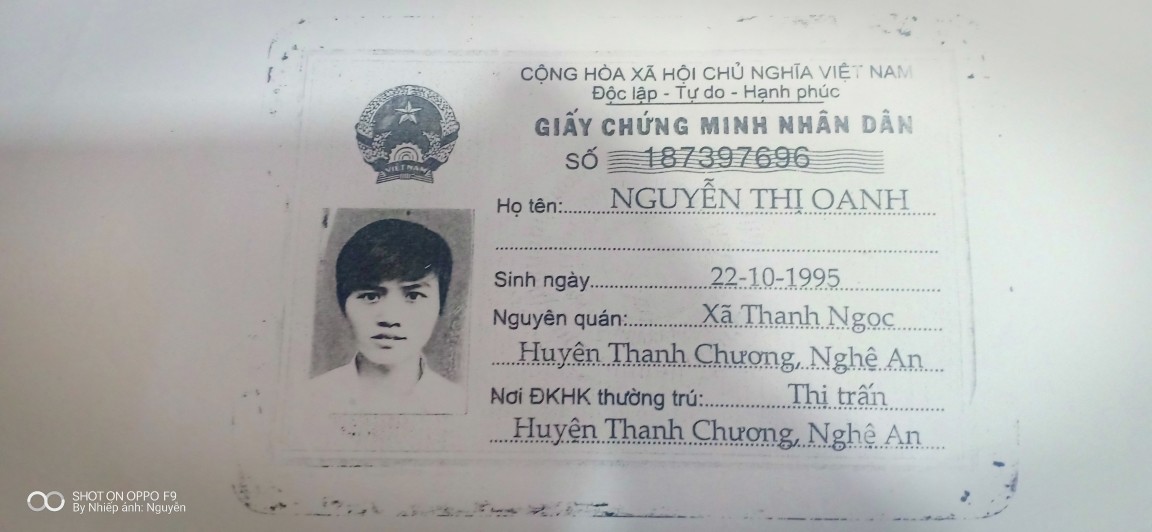 CỘNG HÒA XÃ HỘI CHỦ NGHĨA VIỆT NAM
Độc lập - Tự do - Hạnh phúc
GIẤY CHỨNG MINH NHÂN DÂN
SỐ 187397696
Họ tên: NGUYỄN THỊ OANH
Sinh ngày 22-10-1995
Nguyên quán: Xã Thanh Ngọc
Huyện Thanh Chương, Nghệ An
Nơi ĐKHK thường trú: Thị trấn
Huyện Thanh Chương, Nghệ An
VIỆT NAM
SHOT ON OPPO F9
By Nhiếp ảnh: Nguyên